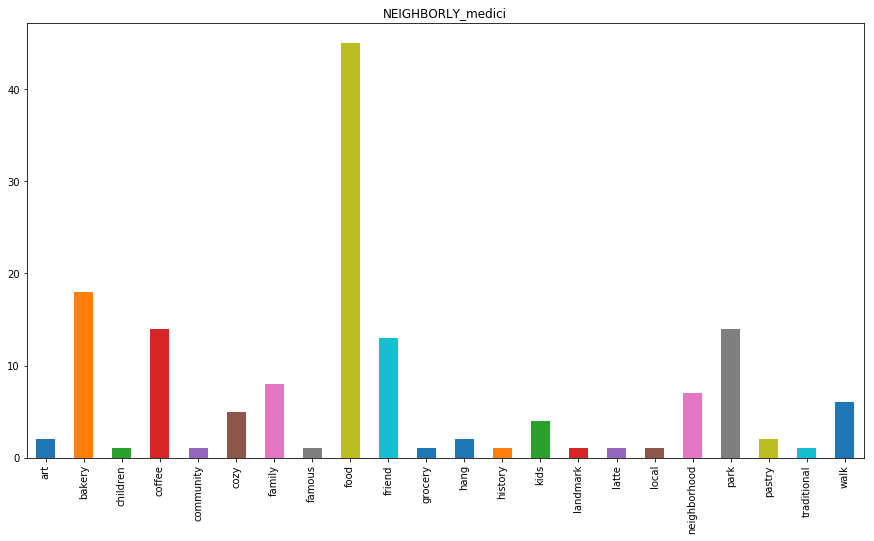 NEIGHBORLY_medici
40
30
20
10
0
art
bakery
children
coffee
community
cozy
family
famous
food
friend
grocery
hang
history
kids
landmark
latte
local
neighborhood
park
pastry
traditional
walk